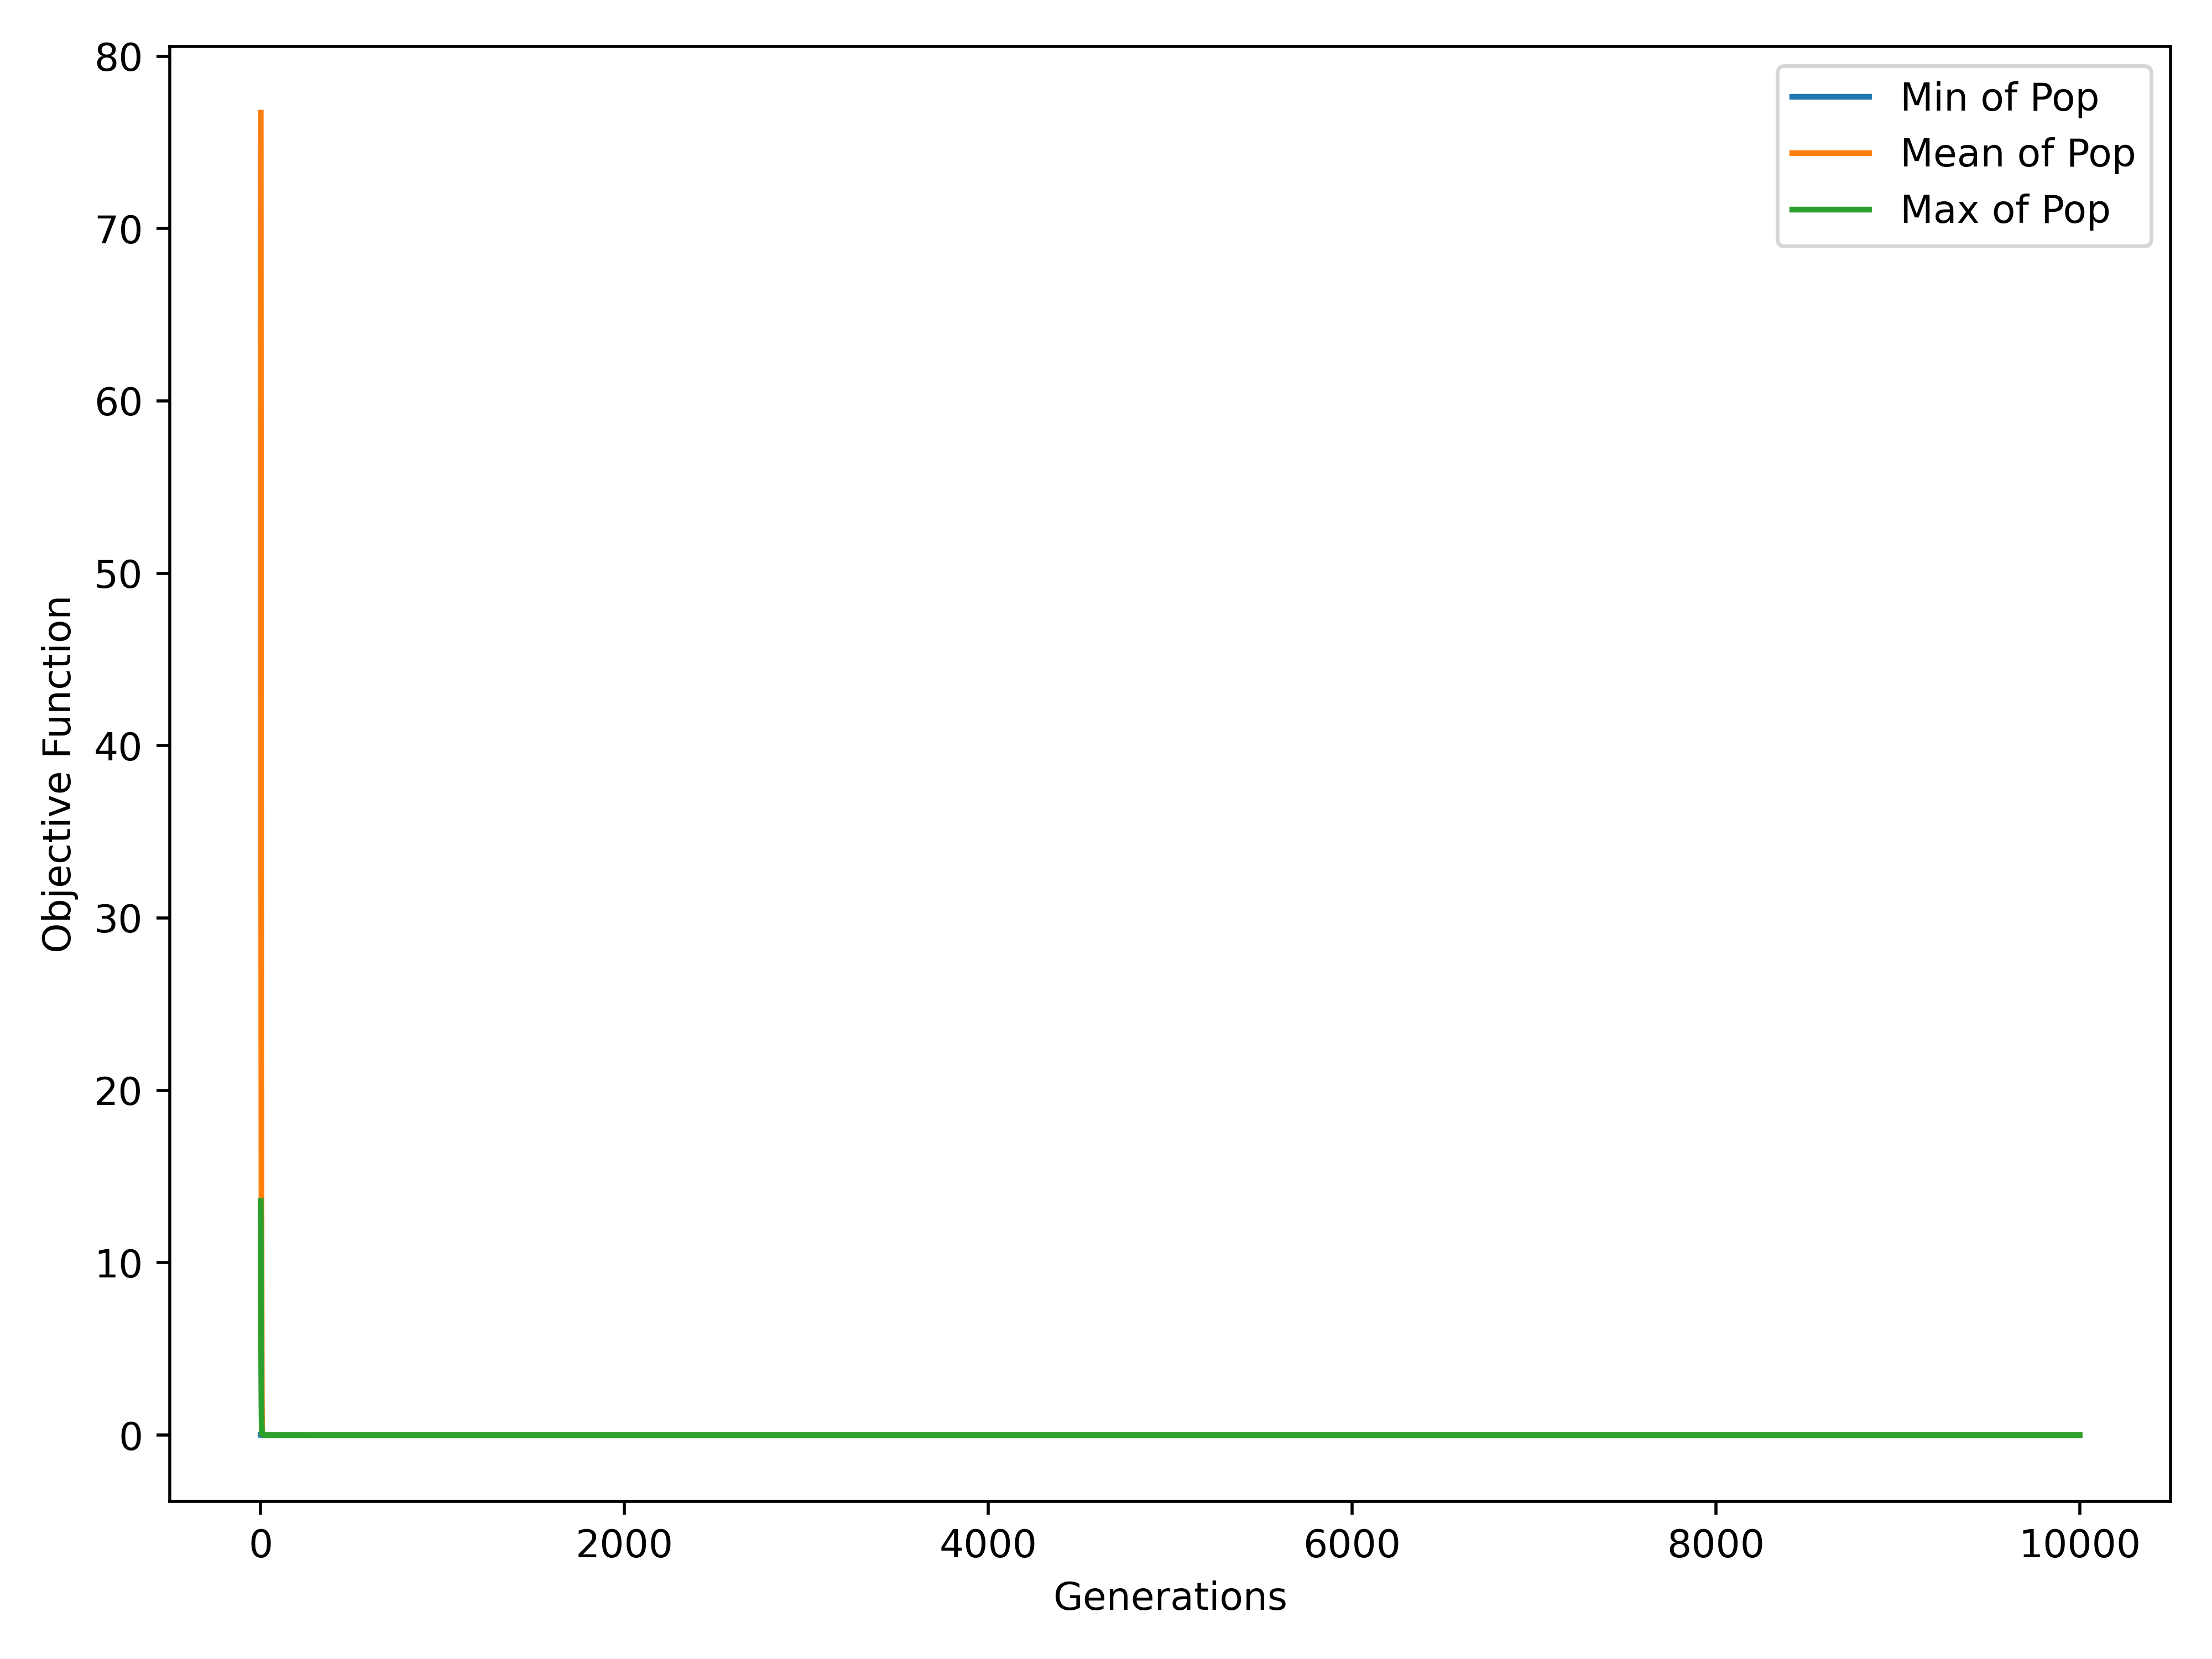 80
70
60
50
40
30
20
10
0
Objective Function
0 2000 4000 6000 8000 10000
Generations
Min of Pop
Mean of Pop
Max of Pop